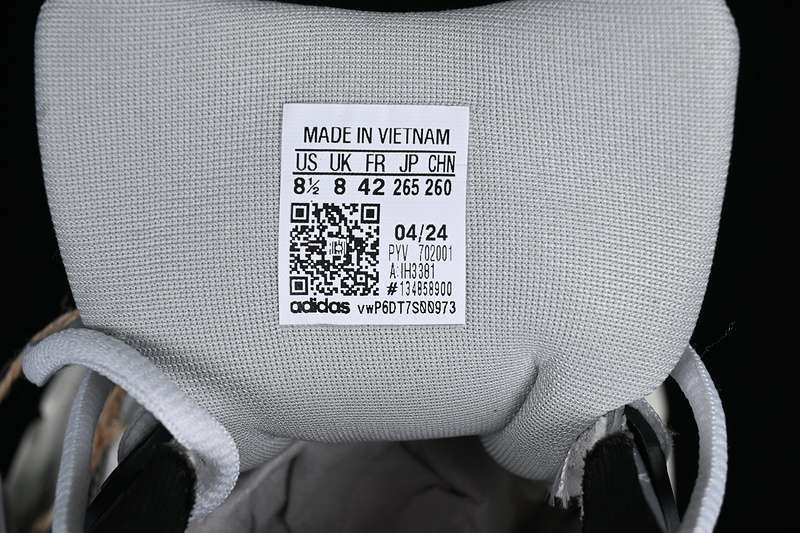 MADE IN VIETNAM
US UK FR JP CHN
8½ 8 42 265 260
04/24
PYV 702001
A:IH3381
#134858900
adidas vwP6DT7S00973